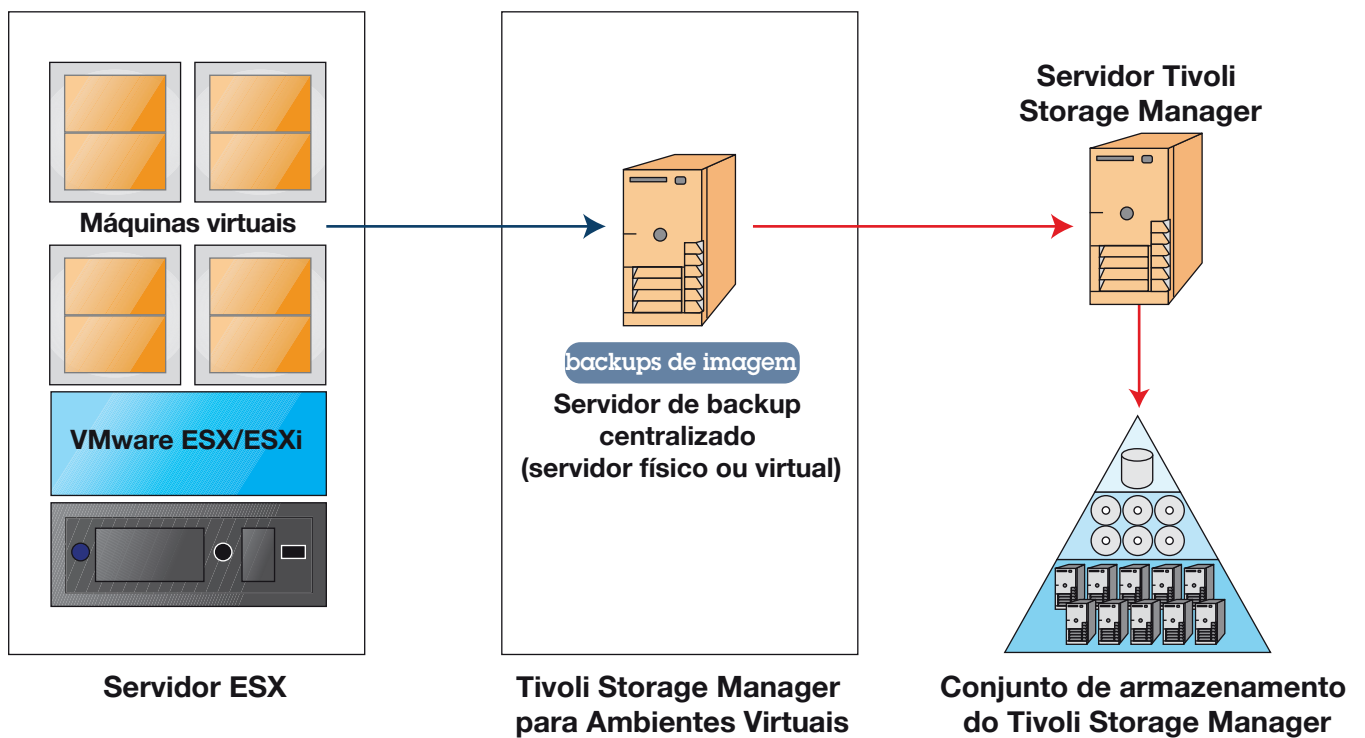 Máquinas virtuais
VMware ESX/ESXi
Servidor ESX
backups de imagem
Servidor de backup
centralizado
(servidor físico ou virtual)
Tivoli Storage Manager
para Ambientes Virtuais
Servidor Tivoli
Storage Manager
Conjunto de armazenamento
do Tivoli Storage Manager